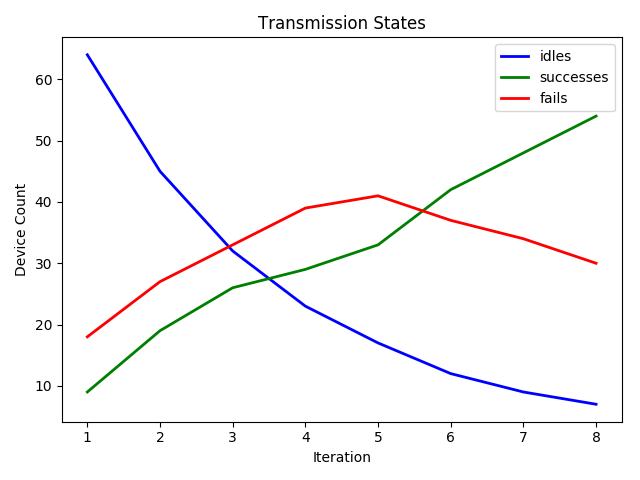 Transmission States
idles
successes
fails
Device Count
60
50
40
30
20
10
1 2 3 4 5 6 7 8
Iteration